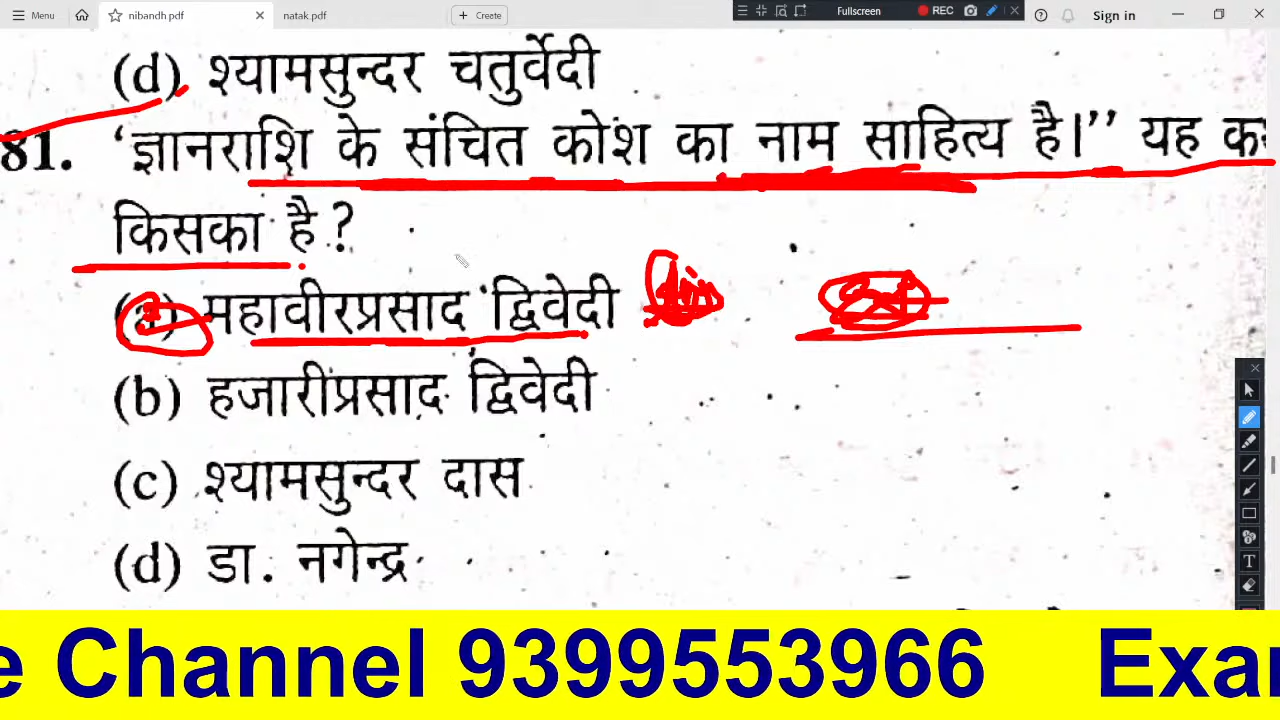 Menu nibandh pdf natak.pdf Create Fullscreen REC Sign in
(d) श्यामसुन्दर चतुर्वेदी
81. ‘ज्ञानराशि के संचित कोश का नाम साहित्य है।’’ यह
किसका है ?
(a) महावीरप्रसाद द्विवेदी
(b) हजारीप्रसाद द्विवेदी
(c) श्यामसुन्दर दास
(d) डा. नगेन्द्र
e Channel 9399553966 Exa